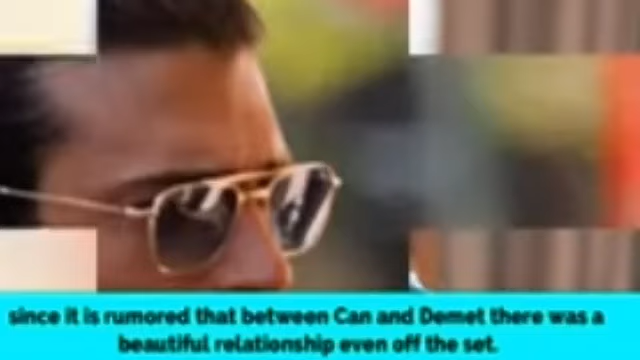 since it is rumored that between Can and Demet there was a
beautiful relationship even off the set.